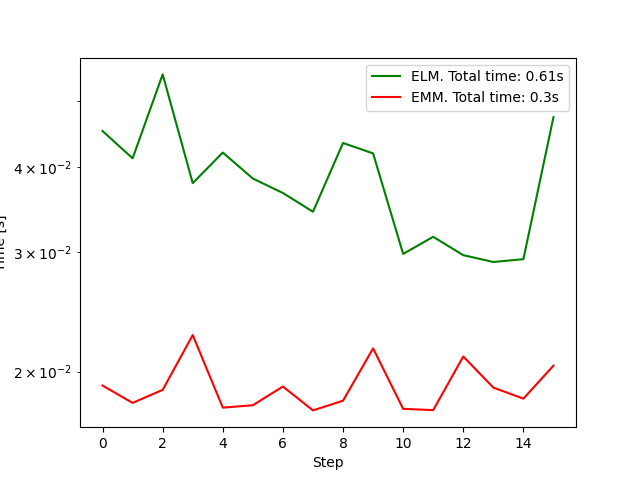 ELM. Total time: 0.61s
EMM. Total time: 0.3s
4 × 10⁻²
3 × 10⁻²
2 × 10⁻²
Time [s]
0 2 4 6 8 10 12 14
Step